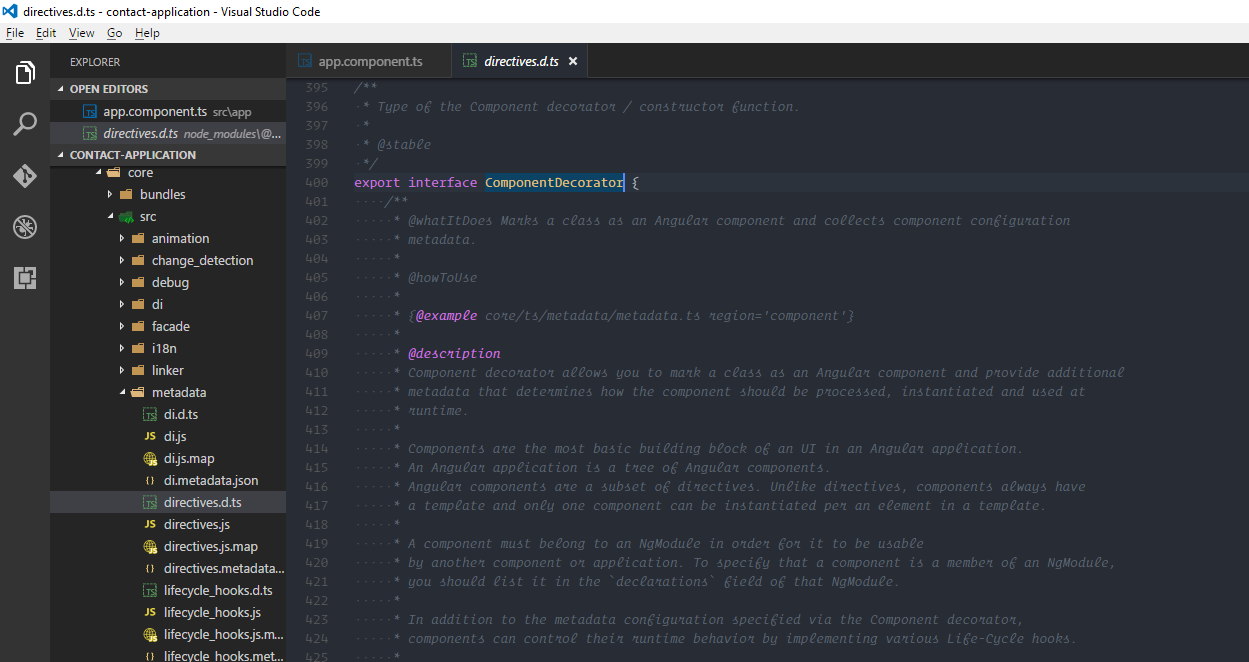 directives.d.ts - contact-application - Visual Studio Code
File Edit View Go Help
EXPLORER
OPEN EDITORS
app.component.ts src\app
directives.d.ts node_modules\@...
CONTACT-APPLICATION
core
bundles
src
animation
change_detection
debug
di
facade
i18n
linker
metadata
TS di.d.ts
JS di.js
JS di.js.map
{} di.metadata.json
TS directives.d.ts
JS directives.js
JS directives.js.map
{} directives.metadata...
TS lifecycle_hooks.d.ts
JS lifecycle_hooks.js
JS lifecycle_hooks.js.m...
{} lifecycle_hooks.met...
TS app.component.ts TS directives.d.ts ×
395 /**
396 * Type of the Component decorator / constructor function.
397 *
398 * @stable
399 */
400 export interface ComponentDecorator {
401 /**
402 * @whatItDoes Marks a class as an Angular component and collects component configuration
403 * metadata.
404 *
405 * @howToUse
406 *
407 * {@example core/ts/metadata/metadata.ts region='component'}
408 *
409 * @description
410 * Component decorator allows you to mark a class as an Angular component and provide additional
411 * metadata that determines how the component should be processed, instantiated and used at
412 * runtime.
413 *
414 * Components are the most basic building block of an UI in an Angular application.
415 * An Angular application is a tree of Angular components.
416 * Angular components are a subset of directives. Unlike directives, components always have
417 * a template and only one component can be instantiated per an element in a template.
418 *
419 * A component must belong to an NgModule in order for it to be usable
420 * by another component or application. To specify that a component is a member of an NgModule,
421 * you should list it in the `declarations` field of that NgModule.
422 *
423 * In addition to the metadata configuration specified via the Component decorator,
424 * components can control their runtime behavior by implementing various Life-Cycle hooks.
425 *